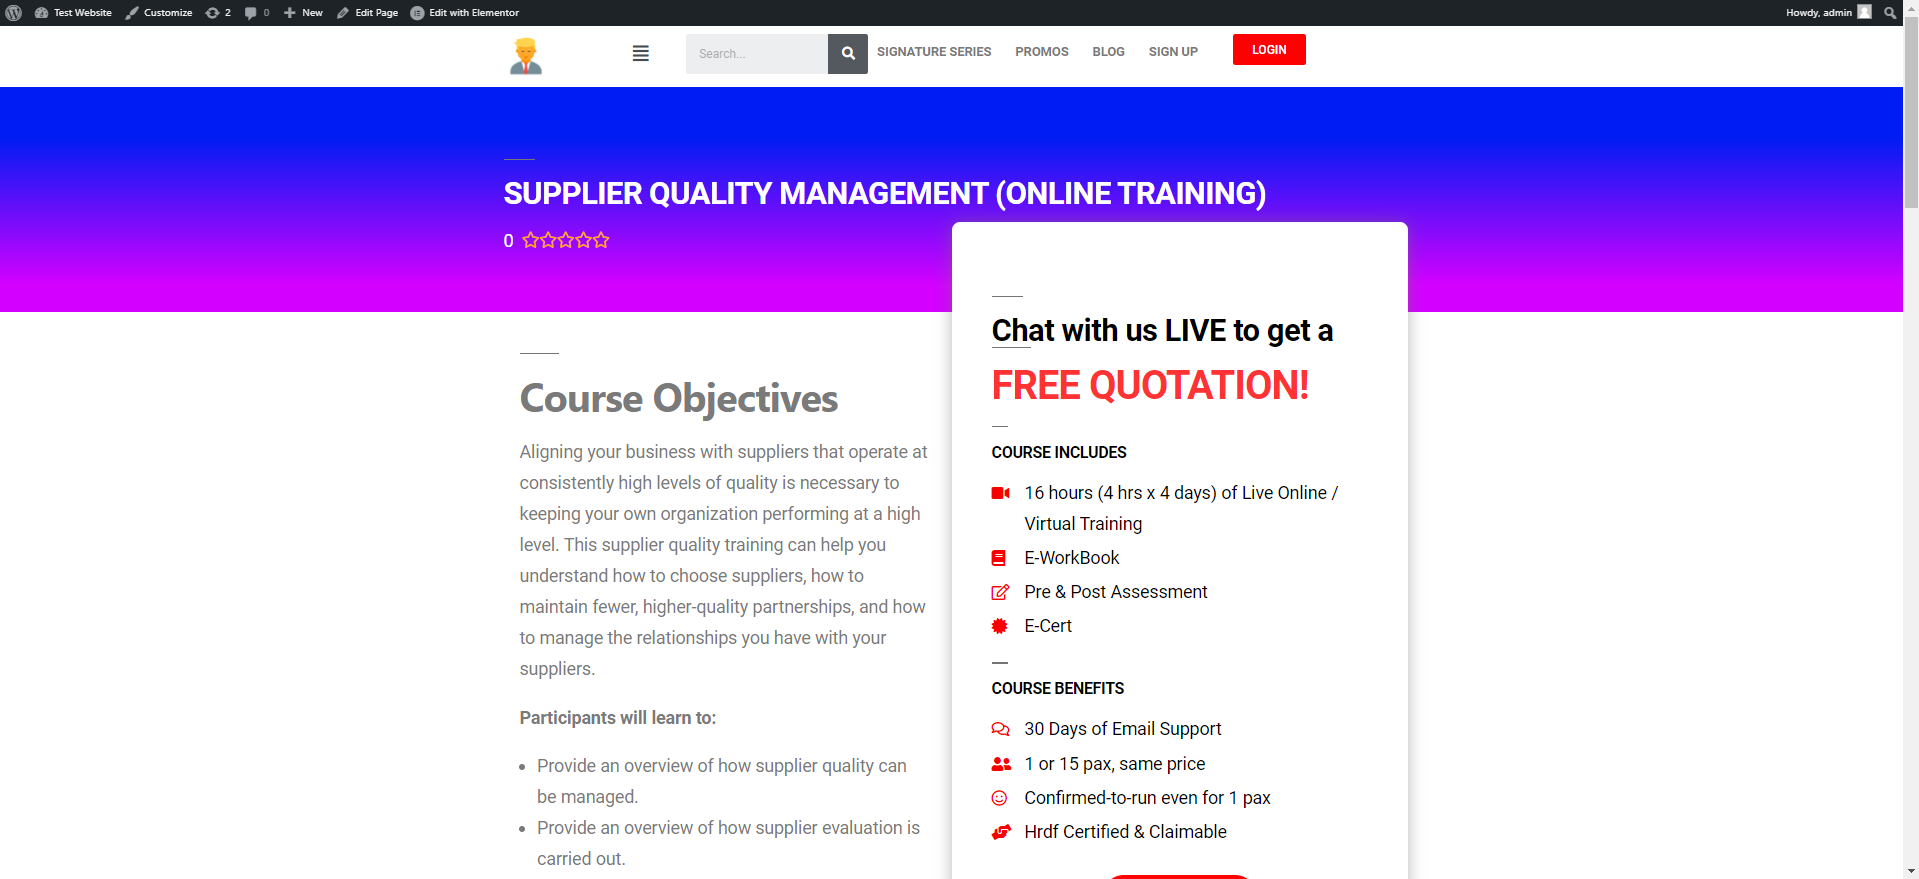 Test Website Customize 2 0 New Edit Page Edit with Elementor Howdy, admin
Search... SIGNATURE SERIES PROMOS BLOG SIGN UP LOGIN
SUPPLIER QUALITY MANAGEMENT (ONLINE TRAINING)
0
Course Objectives
Aligning your business with suppliers that operate at
consistently high levels of quality is necessary to
keeping your own organization performing at a high
level. This supplier quality training can help you
understand how to choose suppliers, how to
maintain fewer, higher-quality partnerships, and how
to manage the relationships you have with your
suppliers.
Participants will learn to:
Provide an overview of how supplier quality can
be managed.
Provide an overview of how supplier evaluation is
carried out.
Chat with us LIVE to get a
FREE QUOTATION!
COURSE INCLUDES
16 hours (4 hrs x 4 days) of Live Online /
Virtual Training
E-WorkBook
Pre & Post Assessment
E-Cert
COURSE BENEFITS
30 Days of Email Support
1 or 15 pax, same price
Confirmed-to-run even for 1 pax
Hrdf Certified & Claimable